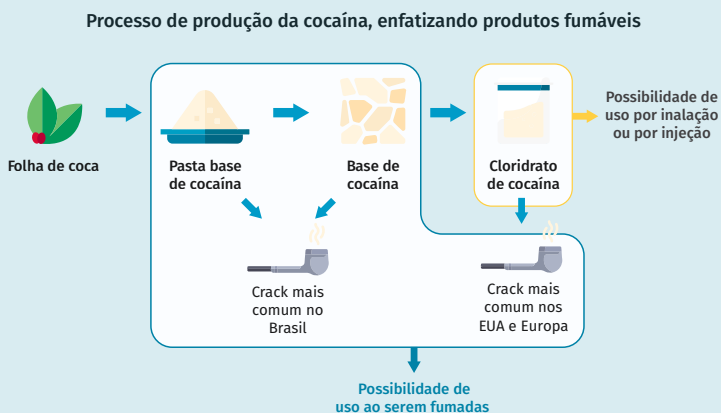 Processo de produção da cocaína, enfatizando produtos fumáveis
Folha de coca
Pasta base
de cocaína
Base de
cocaína
Cloridrato
de cocaína
Possibilidade de
uso por inalação
ou por injeção
Crack mais
comum no
Brasil
Crack mais
comum nos
EUA e Europa
Possibilidade de
uso ao serem fumadas